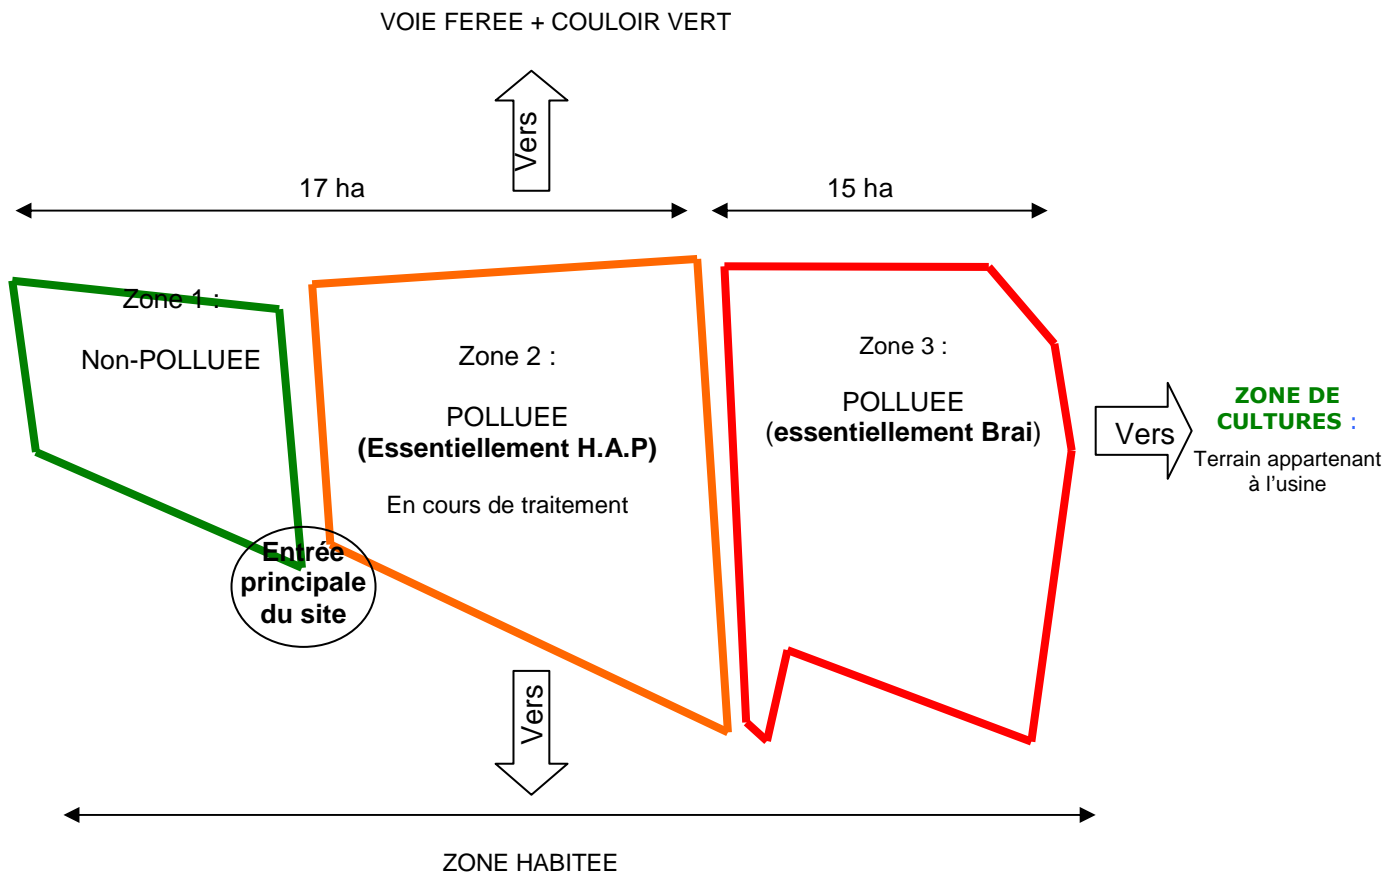 VOIE FEREE + COULOIR VERT
Vers
17 ha
15 ha
Zone 1 :
Non-POLLUEE
Zone 2 :
POLLUEE
(Essentiellement H.A.P)
En cours de traitement
Zone 3 :
POLLUEE
(essentiellement Brai)
Vers
ZONE DE
CULTURES :
Terrain appartenant
à l'usine
Entrée
principale
du site
Vers
ZONE HABITEE